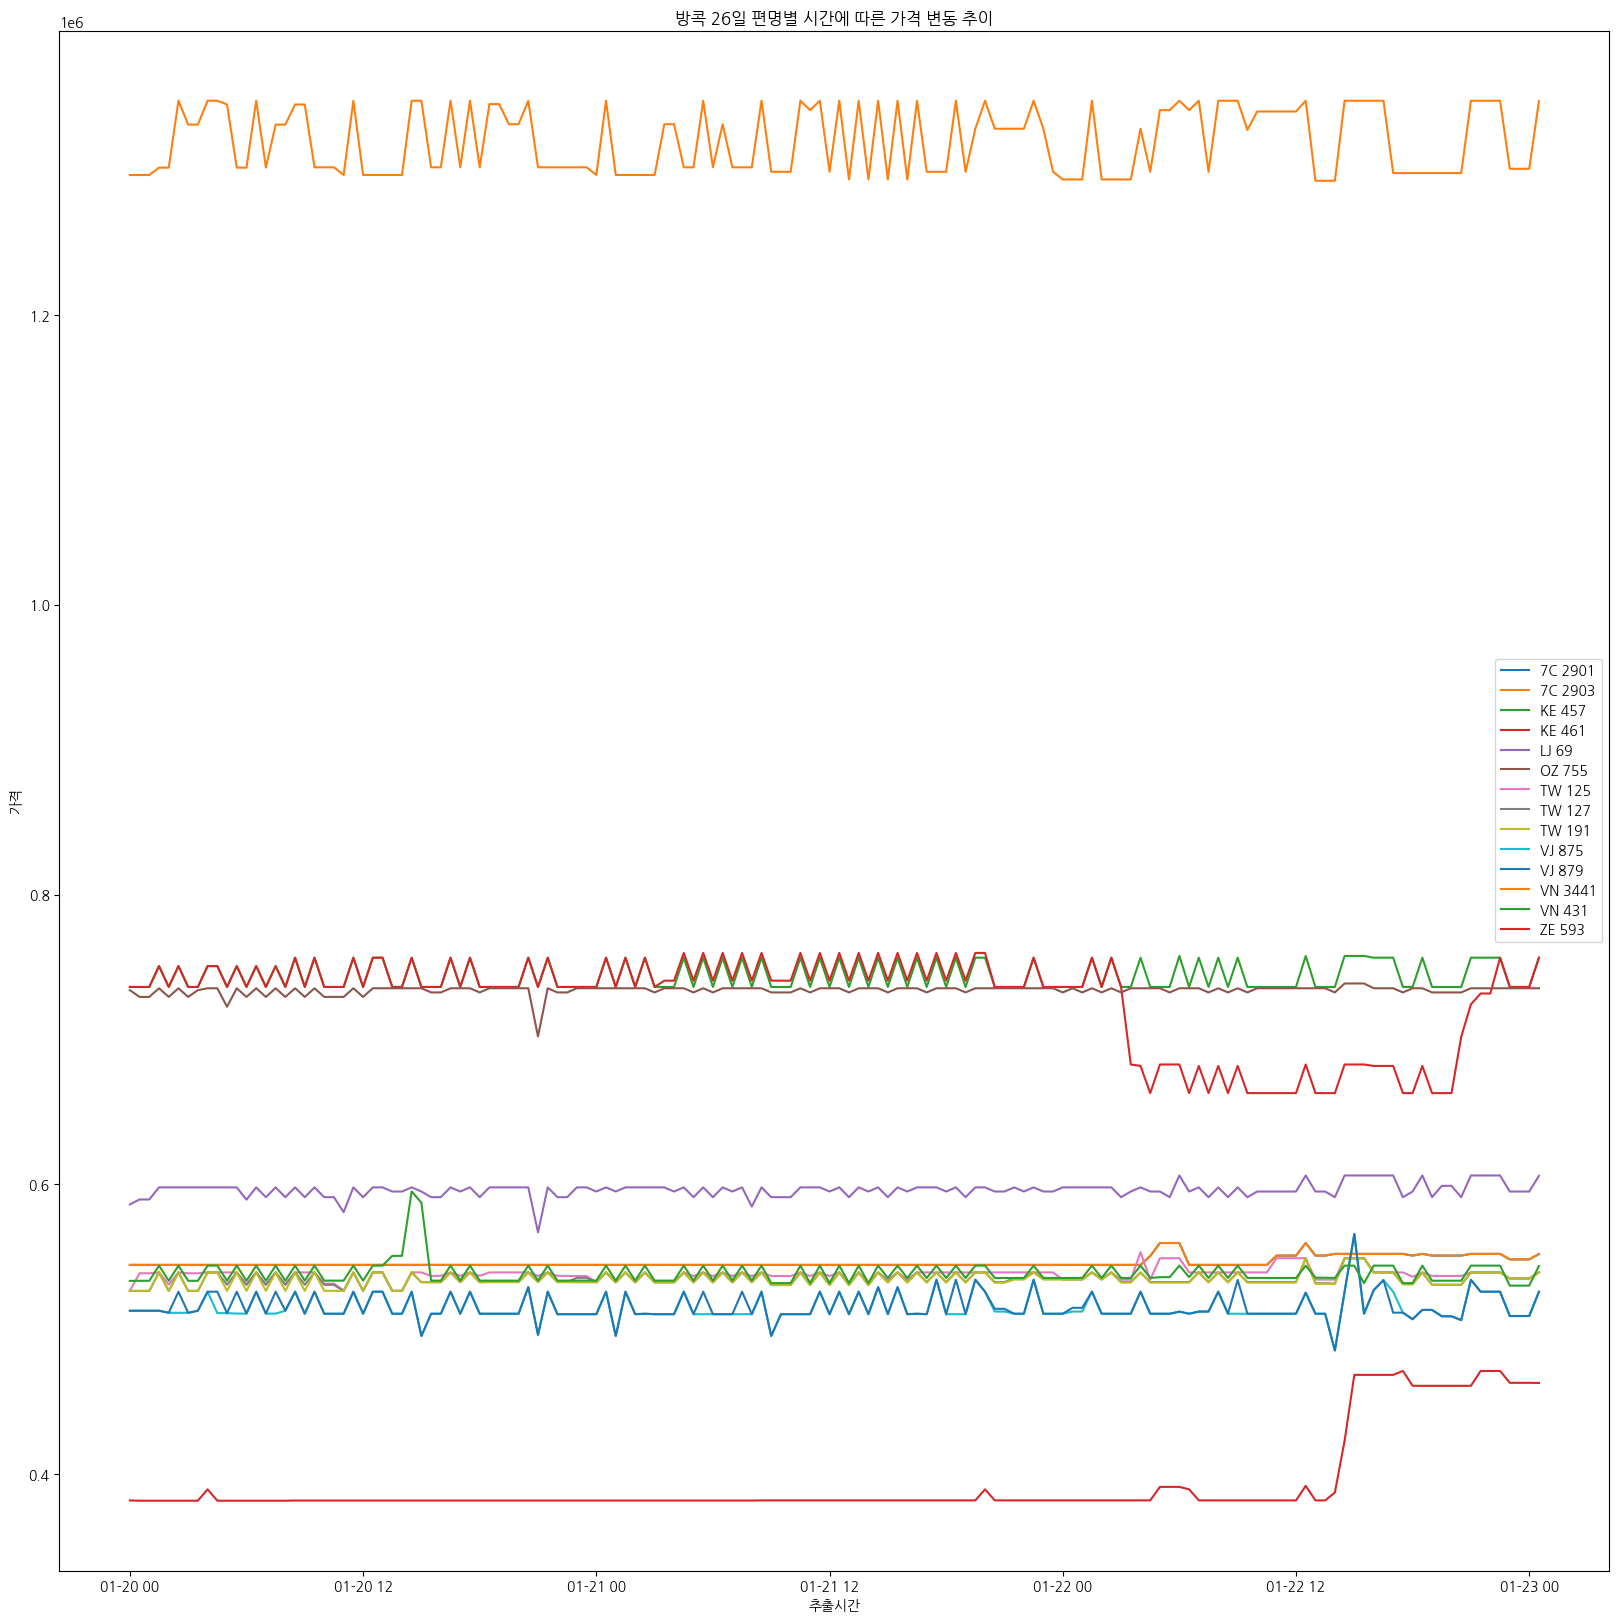 방콕 26일 편명별 시간에 따른 가격 변동 추이
1e6
1.2
1.0
0.8
0.6
0.4
가격
7C 2901
7C 2903
KE 457
KE 461
LJ 69
OZ 755
TW 125
TW 127
TW 191
VJ 875
VJ 879
VN 3441
VN 431
ZE 593
01-20 00
01-20 12
01-21 00
01-21 12
01-22 00
01-22 12
01-23 00
추출시간